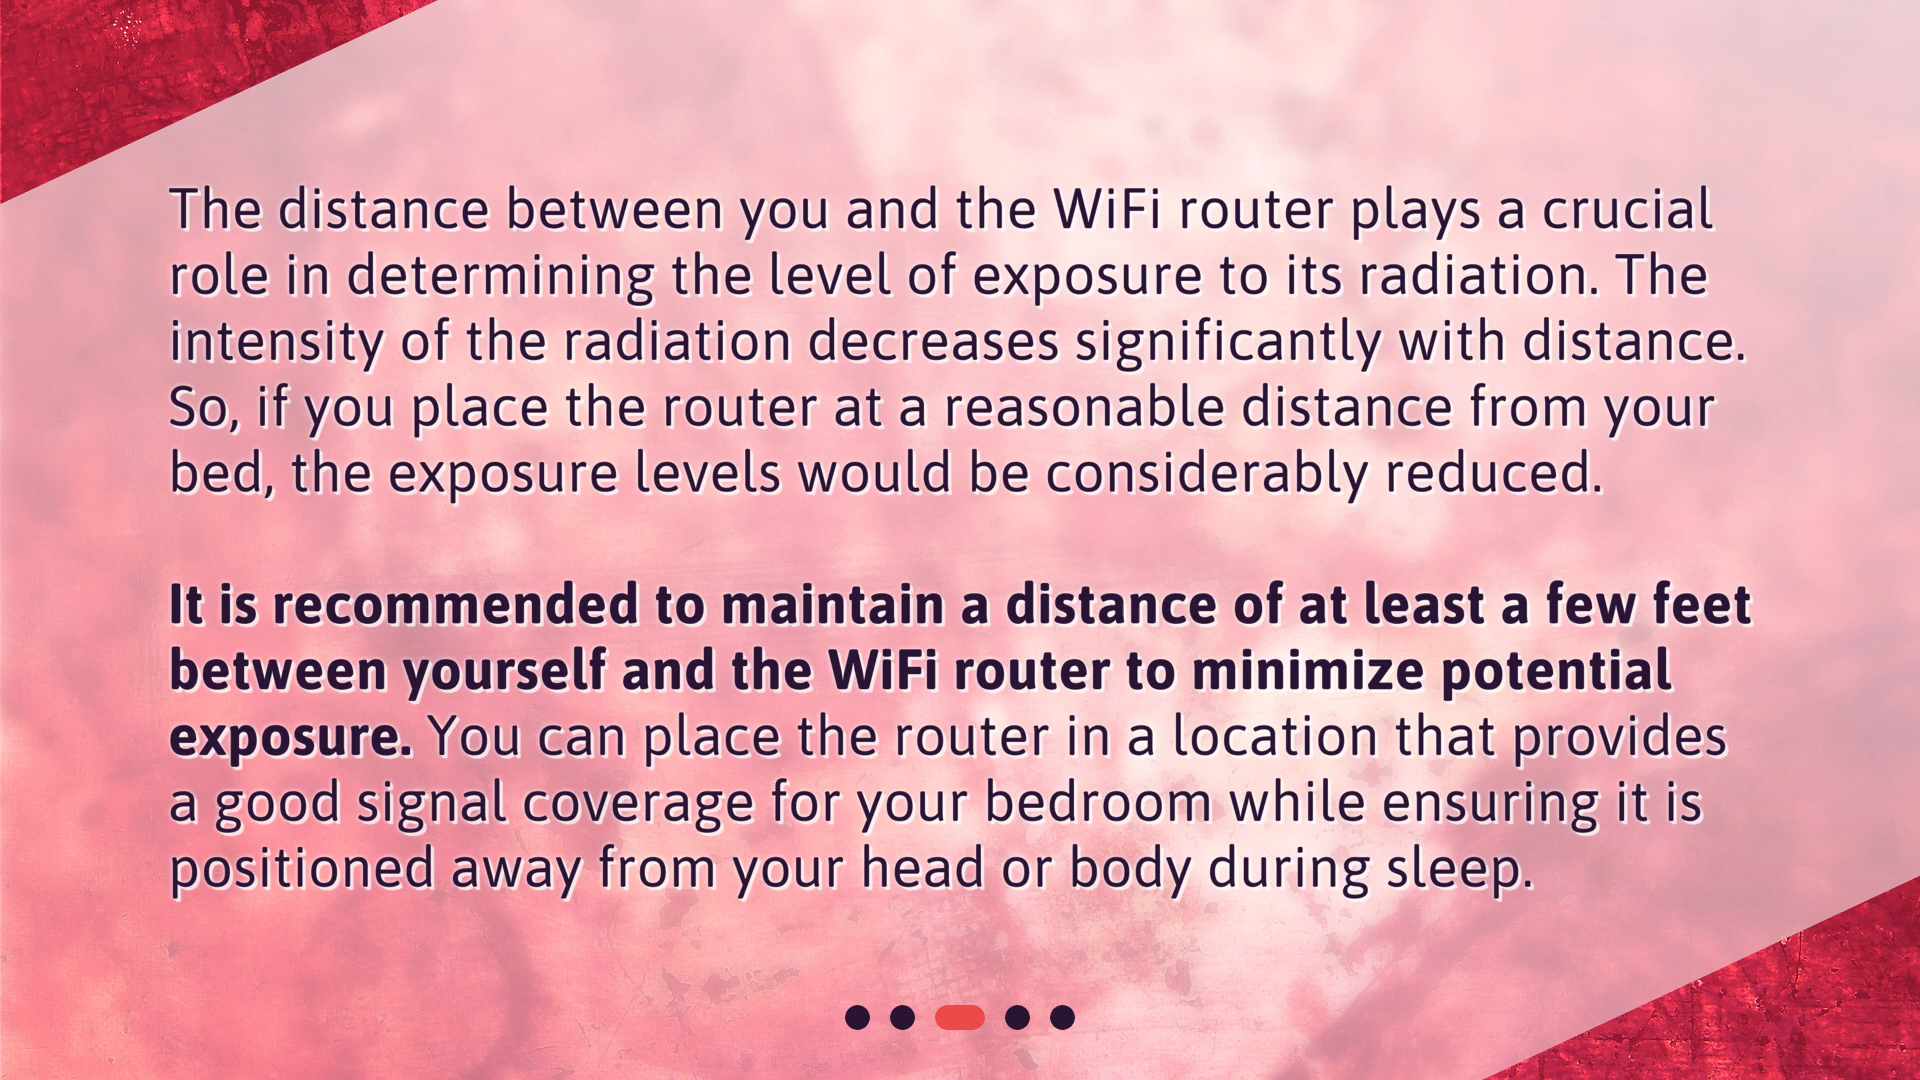 The distance between you and the WiFi router plays a crucial
role in determining the level of exposure to its radiation. The
intensity of the radiation decreases significantly with distance.
So, if you place the router at a reasonable distance from your
bed, the exposure levels would be considerably reduced.
It is recommended to maintain a distance of at least a few feet
between yourself and the WiFi router to minimize potential
exposure. You can place the router in a location that provides
a good signal coverage for your bedroom while ensuring it is
positioned away from your head or body during sleep.